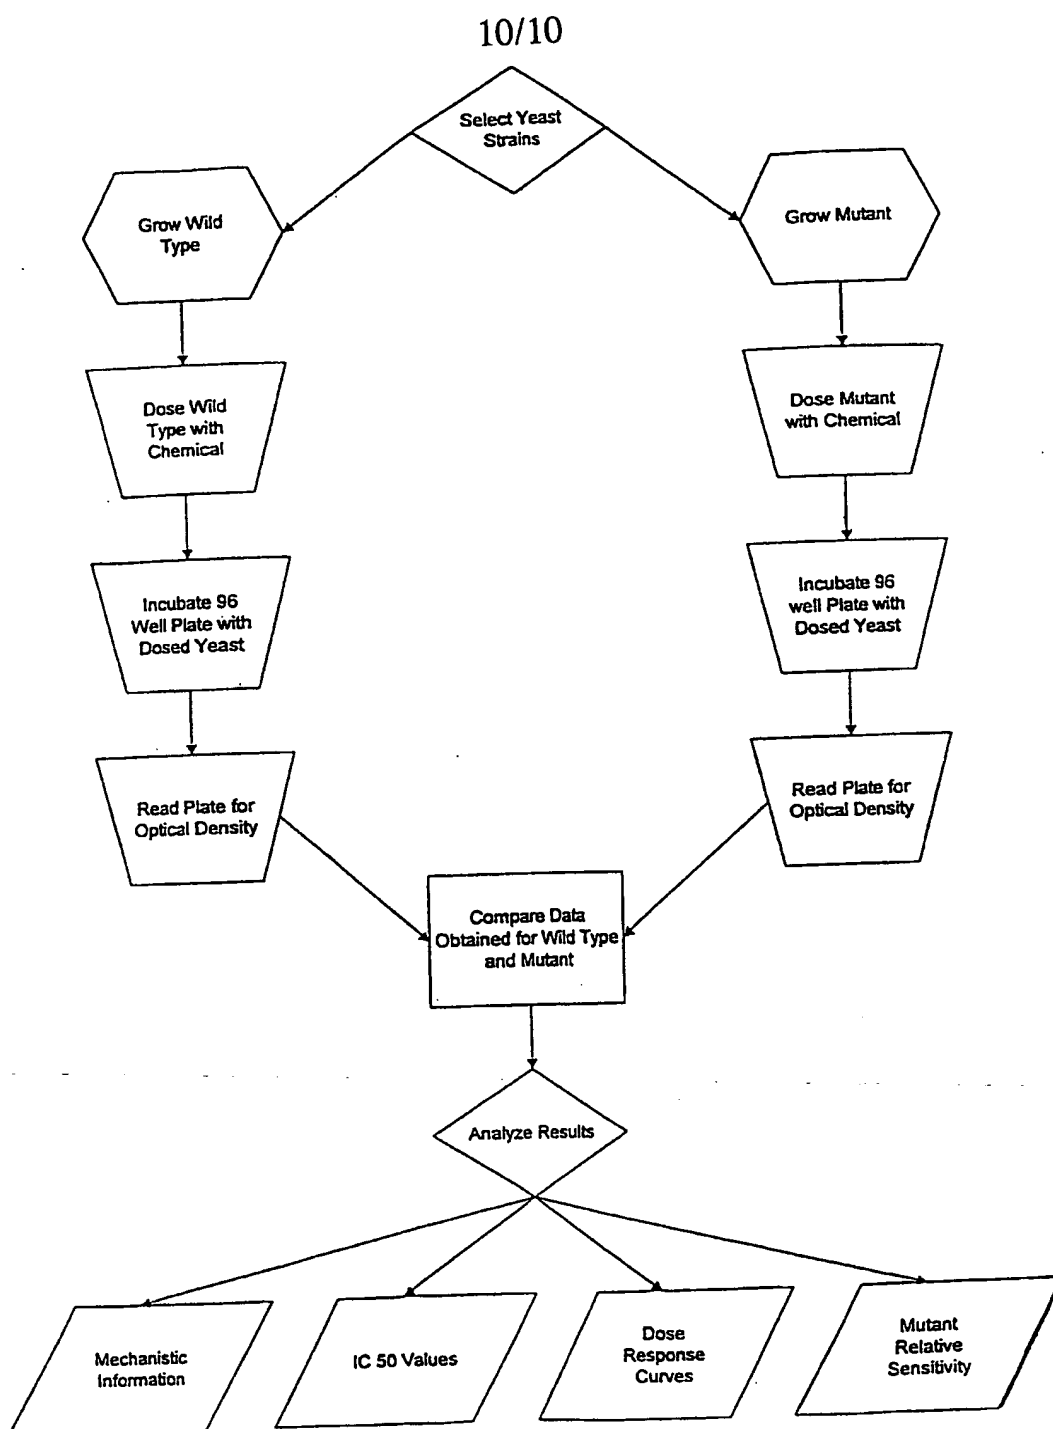 10/10
Select Yeast
Strains
Grow Wild
Type
Grow Mutant
Dose Wild
Type with
Chemical
Dose Mutant
with Chemical
Incubate 96
Well Plate with
Dosed Yeast
Incubate 96
well Plate with
Dosed Yeast
Read Plate for
Optical Density
Read Plate for
Optical Density
Compare Data
Obtained for Wild Type
and Mutant
Analyze Results
Mechanistic
Information
IC 50 Values
Dose
Response
Curves
Mutant
Relative
Sensitivity